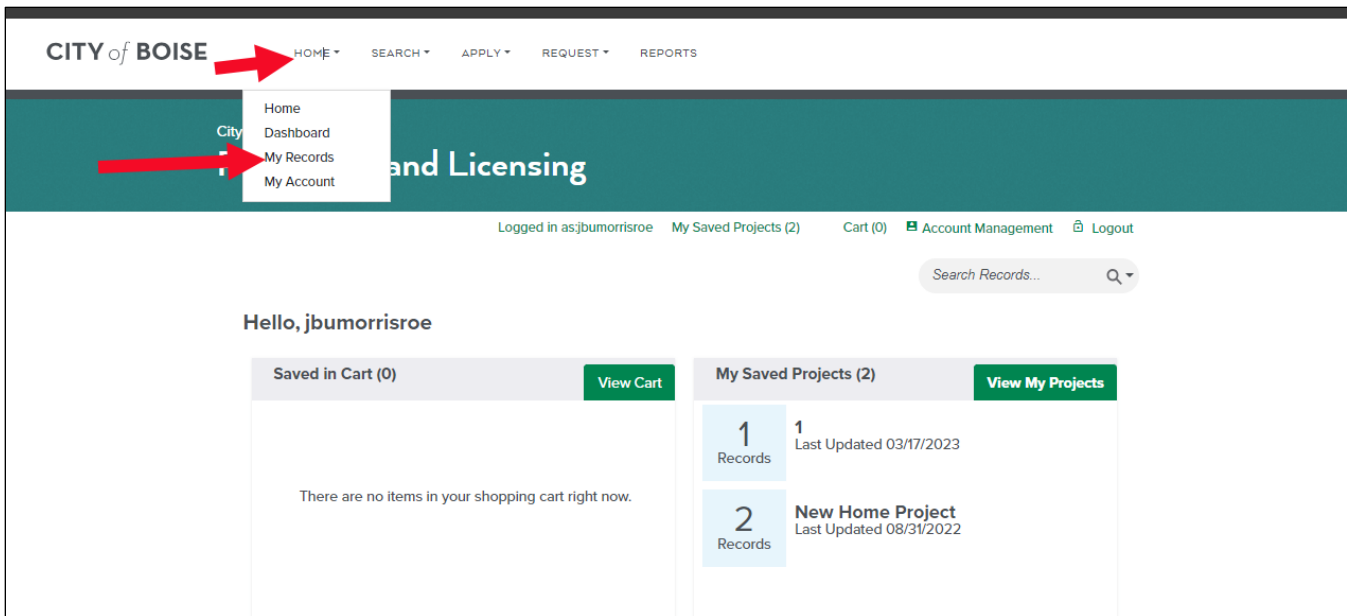 CITY of BOISE HOME SEARCH APPLY REQUEST REPORTS
Home
Dashboard
My Records
My Account
City
and Licensing
Logged in as:jbumorrisroe My Saved Projects (2) Cart (0) Account Management Logout
Search Records...
Hello, jbumorrisroe
Saved in Cart (0) View Cart
There are no items in your shopping cart right now.
My Saved Projects (2) View My Projects
1 Records
1
Last Updated 03/17/2023
2 Records
New Home Project
Last Updated 08/31/2022